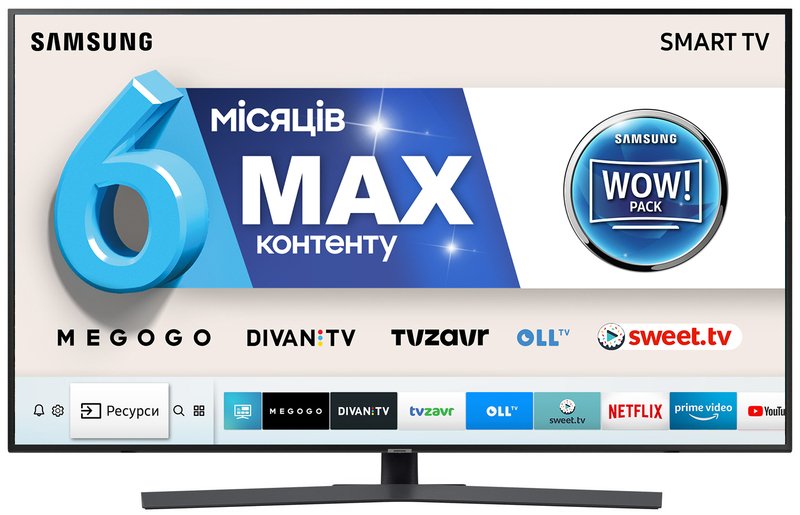 SAMSUNG
SMART TV
6
МІСЯЦІВ
MAX
КОНТЕНТУ
SAMSUNG
WOW!
PACK
MEGOGO
DIVAN:TV
TVZAVR
OLL TV
sweet.tv
Ресурси
MEGOGO
DIVAN:TV
tvzavr
OLL TV
sweet.tv
NETFLIX
prime video
YouTu